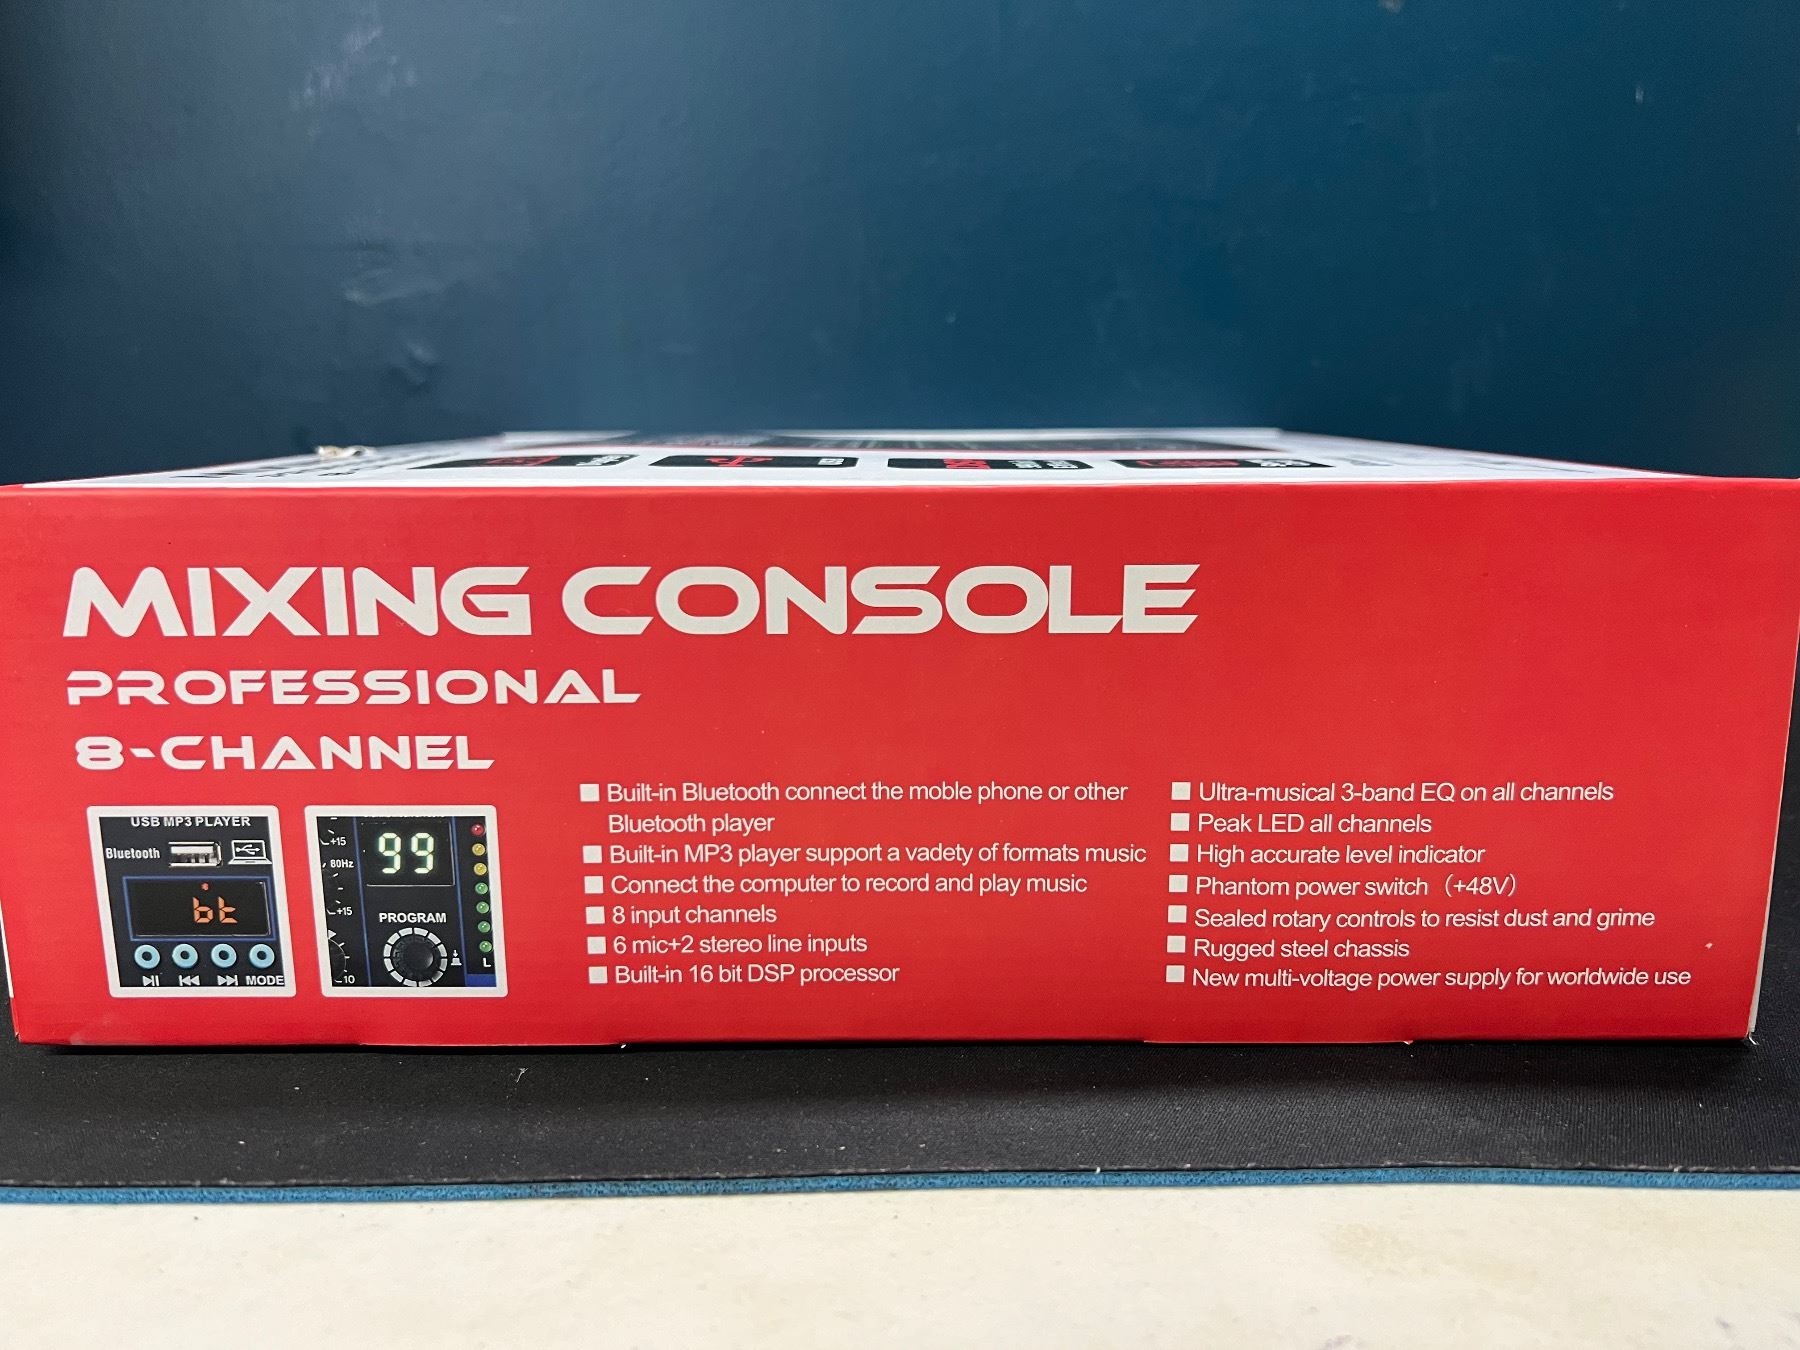 MIXING CONSOLE
PROFESSIONAL
8-CHANNEL
USB MP3 PLAYER
Bluetooth
bt
MODE
+15
80Hz
+15
10
99
PROGRAM
L
Built-in Bluetooth connect the moble phone or other
Bluetooth player
Built-in MP3 player support a vadety of formats music
Connect the computer to record and play music
8 input channels
6 mic+2 stereo line inputs
Built-in 16 bit DSP processor
Ultra-musical 3-band EQ on all channels
Peak LED all channels
High accurate level indicator
Phantom power switch（+48V）
Sealed rotary controls to resist dust and grime
Rugged steel chassis
New multi-voltage power supply for worldwide use